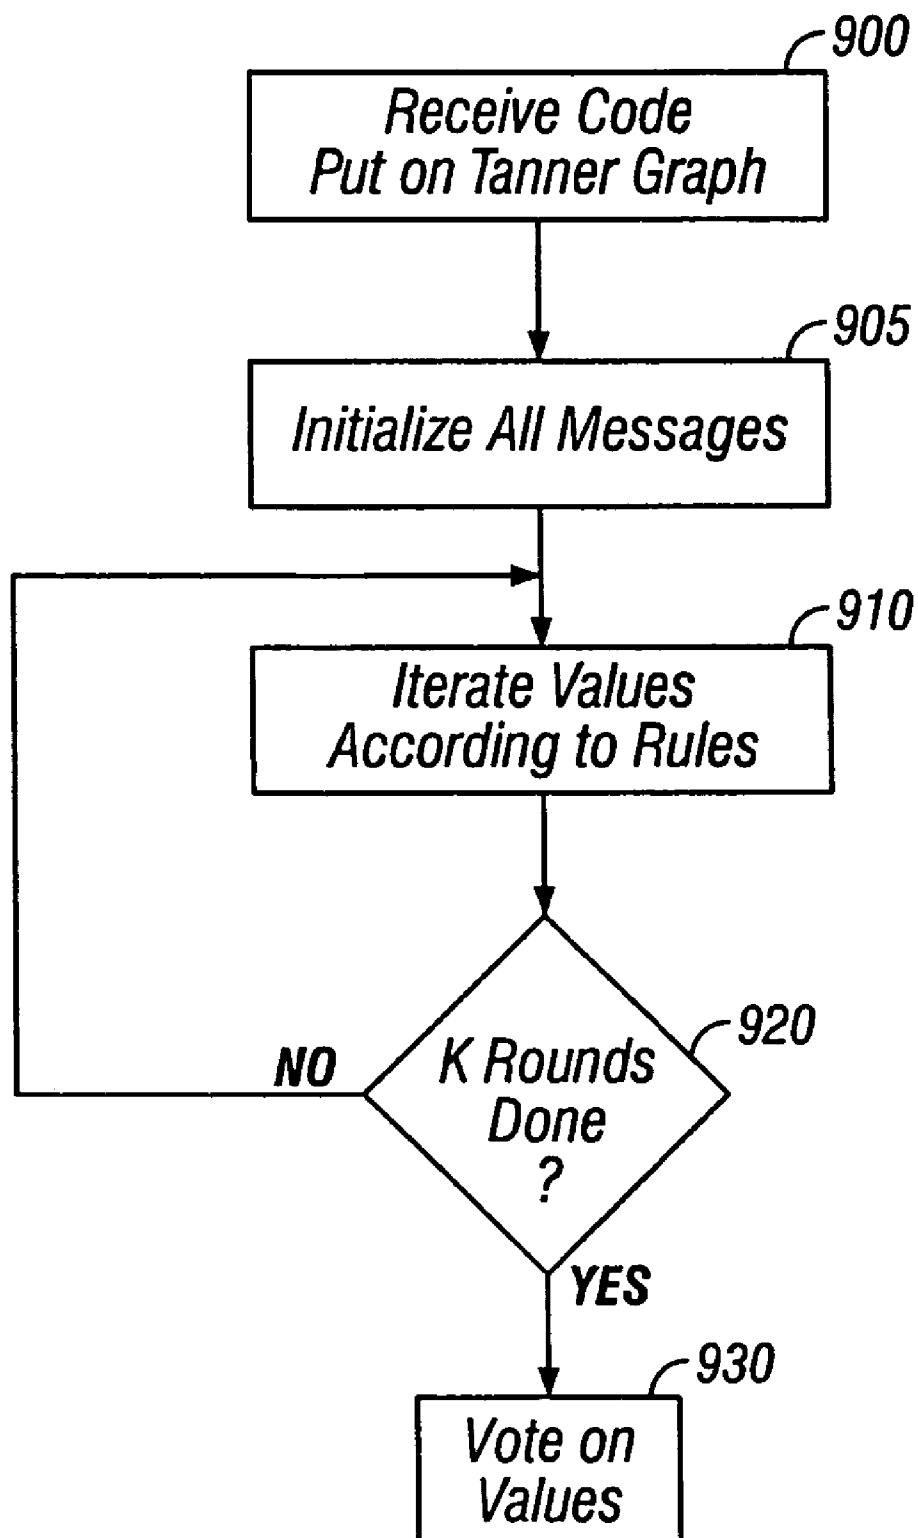 900
Receive Code
Put on Tanner Graph
905
Initialize All Messages
910
Iterate Values
According to Rules
920
K Rounds
Done
?
NO
YES
930
Vote on
Values